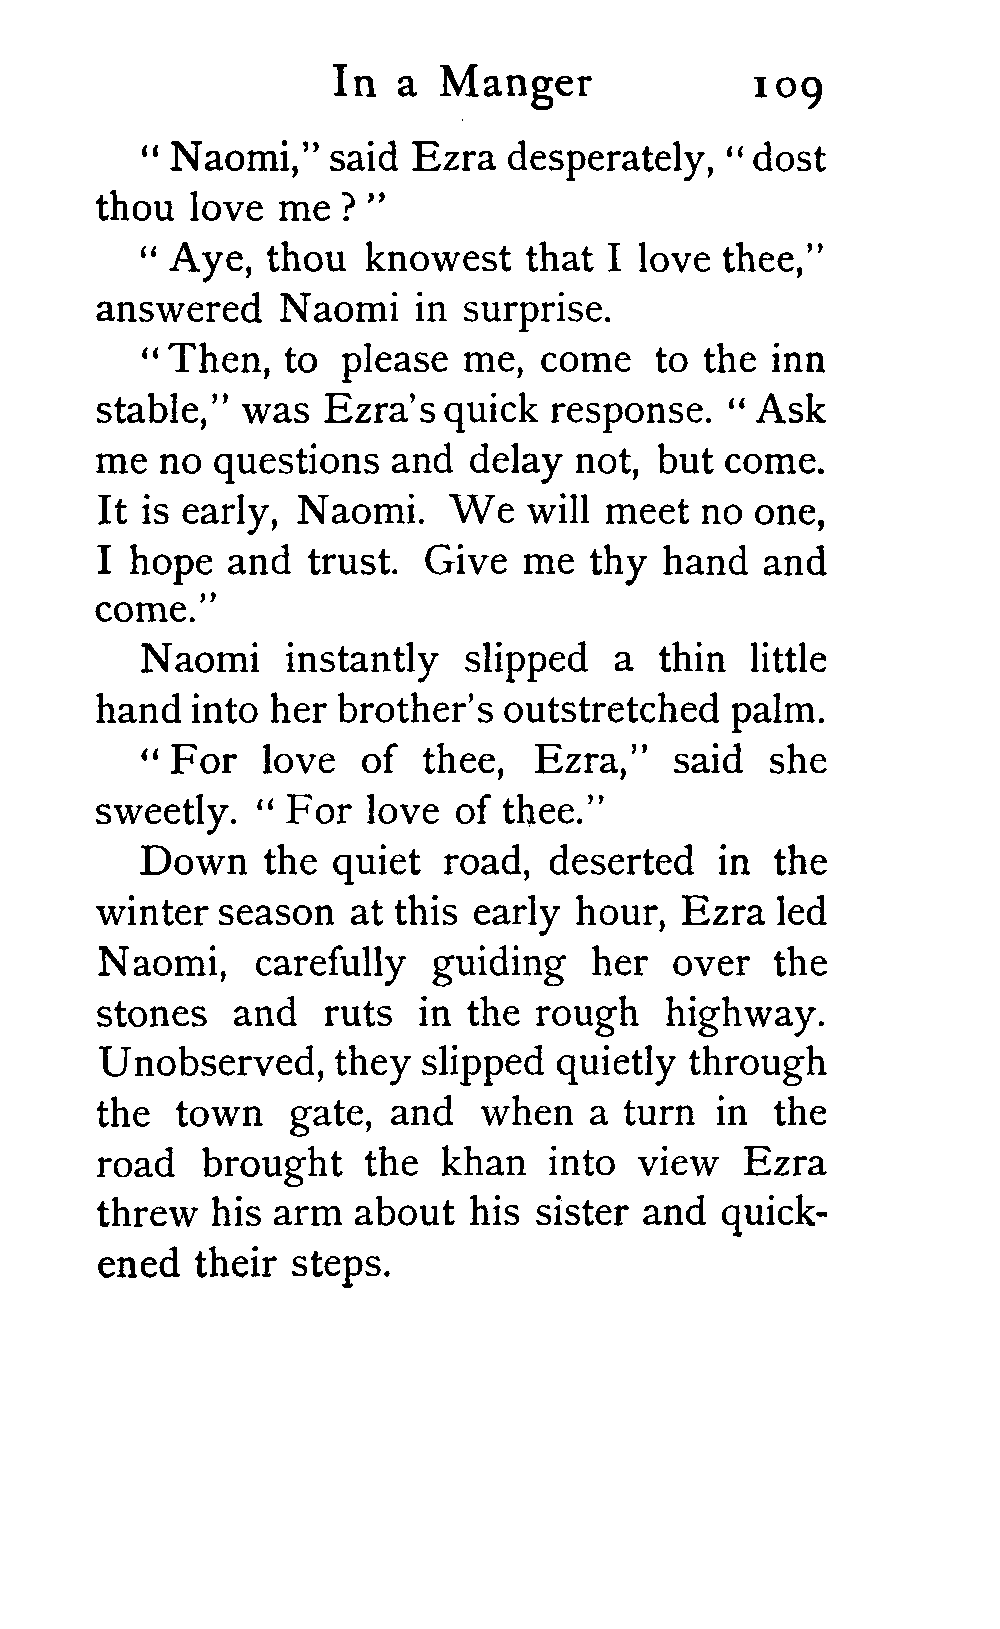 In a Manger 109
" Naomi," said Ezra desperately, " dost
thou love me ? "
" Aye, thou knowest that I love thee,"
answered Naomi in surprise.
" Then, to please me, come to the inn
stable," was Ezra's quick response. " Ask
me no questions and delay not, but come.
It is early, Naomi. We will meet no one,
I hope and trust. Give me thy hand and
come."
Naomi instantly slipped a thin little
hand into her brother's outstretched palm.
" For love of thee, Ezra," said she
sweetly. " For love of thee."
Down the quiet road, deserted in the
winter season at this early hour, Ezra led
Naomi, carefully guiding her over the
stones and ruts in the rough highway.
Unobserved, they slipped quietly through
the town gate, and when a turn in the
road brought the khan into view Ezra
threw his arm about his sister and quick-
ened their steps.